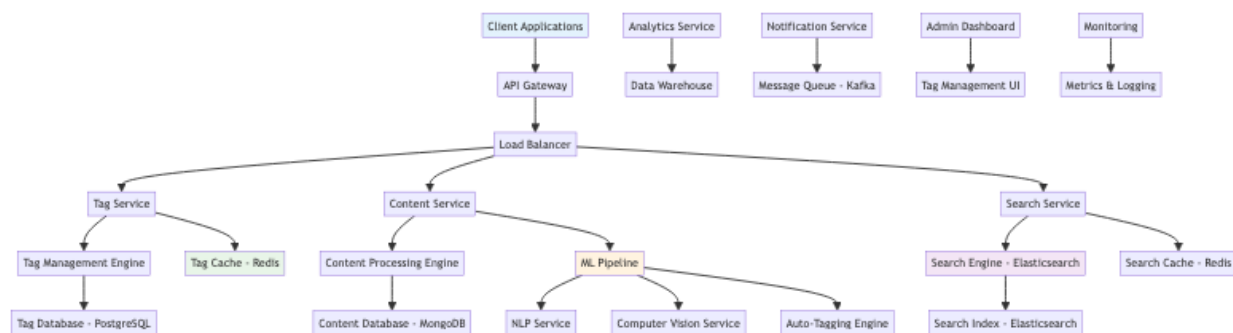 Client Applications
Analytics Service
Notification Service
Admin Dashboard
Monitoring
API Gateway
Data Warehouse
Message Queue - Kafka
Tag Management UI
Metrics & Logging
Load Balancer
Tag Service
Content Service
Search Service
Tag Management Engine
Tag Cache - Redis
Content Processing Engine
ML Pipeline
Search Engine - Elasticsearch
Search Cache - Redis
Tag Database - PostgreSQL
Content Database - MongoDB
NLP Service
Computer Vision Service
Auto-Tagging Engine
Search Index - Elasticsearch